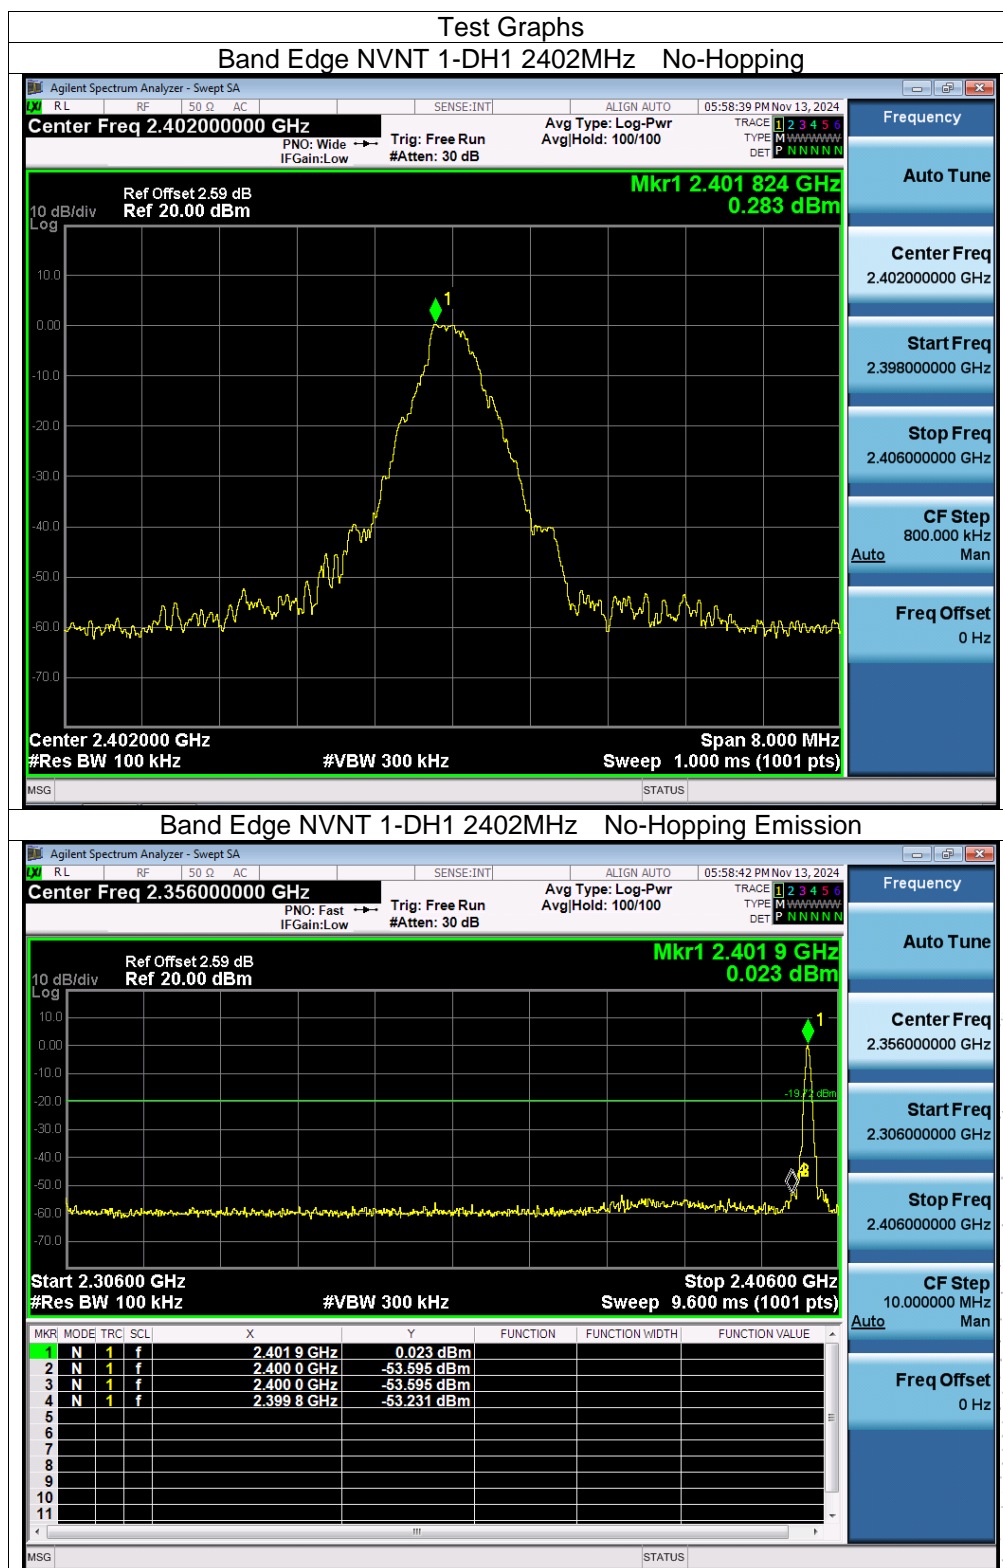 Test Graphs
Band Edge NVNT 1-DH1 2402MHz No-Hopping
Agilent Spectrum Analyzer - Swept SA
LXI RL RF 50 Ω AC SENSE:INT ALIGN AUTO 05:58:39 PM Nov 13, 2024
Center Freq 2.402000000 GHz
PNO: Wide
IFGain:Low
Trig: Free Run
#Atten: 30 dB
Avg Type: Log-Pwr
Avg|Hold: 100/100
TRACE 1 2 3 4 5 6
TYPE M WWWWW
DET P N N N N N
Mkr1 2.401 824 GHz
0.283 dBm
Ref Offset 2.59 dB
10 dB/div Ref 20.00 dBm
Log
10.0
0.00
-10.0
-20.0
-30.0
-40.0
-50.0
-60.0
-70.0
1
Center 2.402000 GHz Span 8.000 MHz
#Res BW 100 kHz #VBW 300 kHz Sweep 1.000 ms (1001 pts)
MSG STATUS
Frequency
Auto Tune
Center Freq
2.402000000 GHz
Start Freq
2.398000000 GHz
Stop Freq
2.406000000 GHz
CF Step
800.000 kHz
Auto Man
Freq Offset
0 Hz
Band Edge NVNT 1-DH1 2402MHz No-Hopping Emission
Agilent Spectrum Analyzer - Swept SA
LXI RL RF 50 Ω AC SENSE:INT ALIGN AUTO 05:58:42 PM Nov 13, 2024
Center Freq 2.356000000 GHz
PNO: Fast
IFGain:Low
Trig: Free Run
#Atten: 30 dB
Avg Type: Log-Pwr
Avg|Hold: 100/100
TRACE 1 2 3 4 5 6
TYPE M WWWWW
DET P N N N N N
Mkr1 2.401 9 GHz
0.023 dBm
Ref Offset 2.59 dB
10 dB/div Ref 20.00 dBm
Log
10.0
0.00
-10.0
-20.0
-30.0
-40.0
-50.0
-60.0
-70.0
1
-19.72 dBm
Start 2.30600 GHz Stop 2.40600 GHz
#Res BW 100 kHz #VBW 300 kHz Sweep 9.600 ms (1001 pts)
MKR MODE TRC SCL X Y FUNCTION FUNCTION WIDTH FUNCTION VALUE
1 N 1 f 2.401 9 GHz 0.023 dBm
2 N 1 f 2.400 0 GHz -53.595 dBm
3 N 1 f 2.400 0 GHz -53.595 dBm
4 N 1 f 2.399 8 GHz -53.231 dBm
5
6
7
8
9
10
11
MSG STATUS
Frequency
Auto Tune
Center Freq
2.356000000 GHz
Start Freq
2.306000000 GHz
Stop Freq
2.406000000 GHz
CF Step
10.000000 MHz
Auto Man
Freq Offset
0 Hz